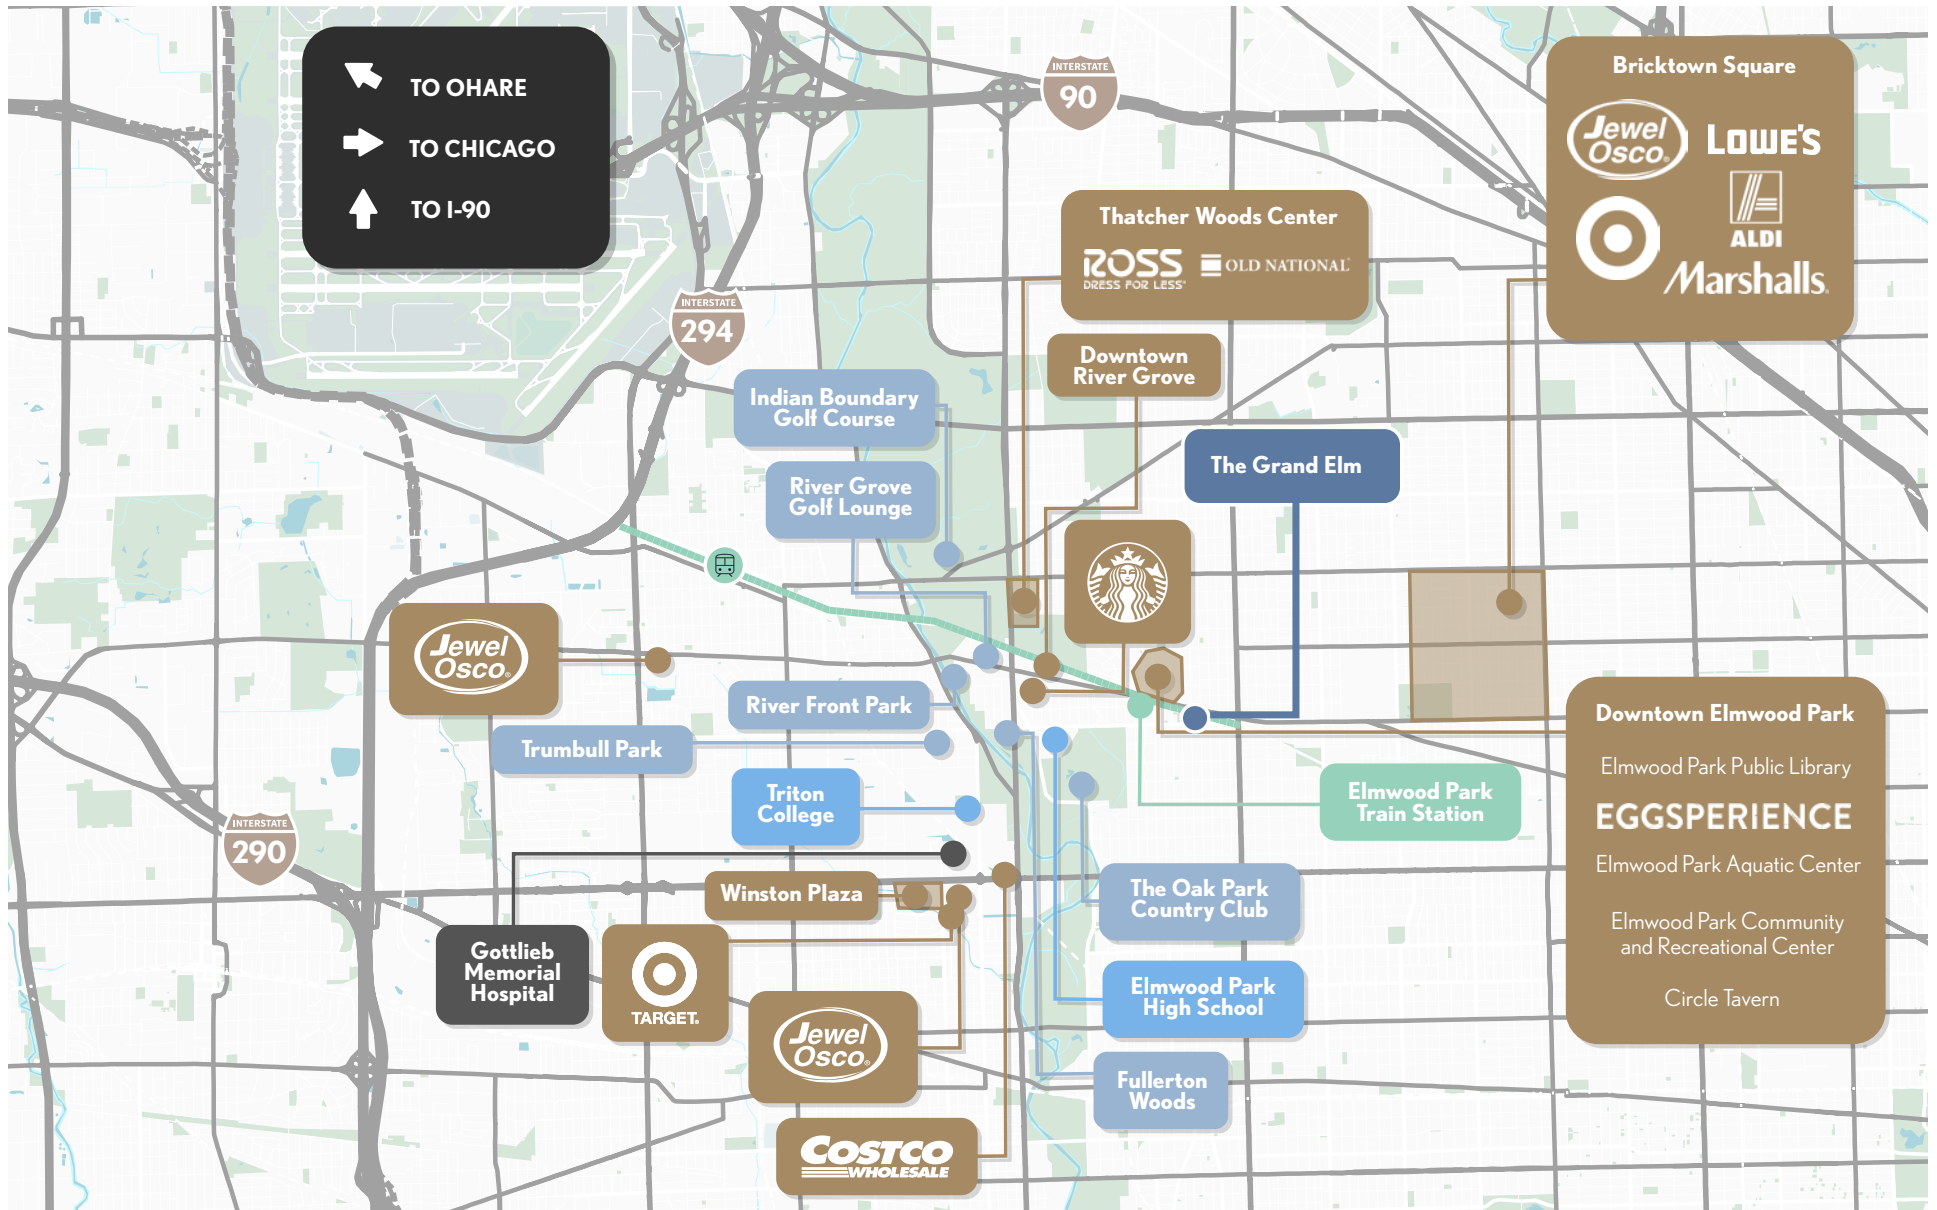 TO OHARE
TO CHICAGO
TO I-90
INTERSTATE
90
Bricktown Square
Jewel
Osco®
LOWE'S
ALDI
Marshalls.
Thatcher Woods Center
ROSS
DRESS FOR LESS®
OLD NATIONAL®
INTERSTATE
294
Downtown
River Grove
Indian Boundary
Golf Course
The Grand Elm
River Grove
Golf Lounge
Jewel
Osco®
River Front Park
Trumbull Park
Downtown Elmwood Park
Elmwood Park Public Library
EGGSPERIENCE
Elmwood Park Aquatic Center
Elmwood Park Community
and Recreational Center
Circle Tavern
Triton
College
Elmwood Park
Train Station
INTERSTATE
290
Winston Plaza
The Oak Park
Country Club
Gottlieb
Memorial
Hospital
TARGET®
Elmwood Park
High School
Jewel
Osco®
Fullerton
Woods
COSTCO
WHOLESALE